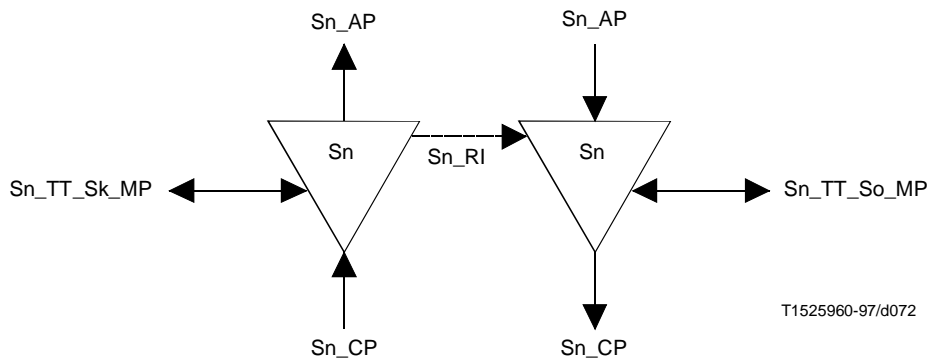 Sn_AP
Sn_AP
Sn
Sn
Sn_RI
Sn_TT_Sk_MP
Sn_TT_So_MP
T1525960-97/d072
Sn_CP
Sn_CP